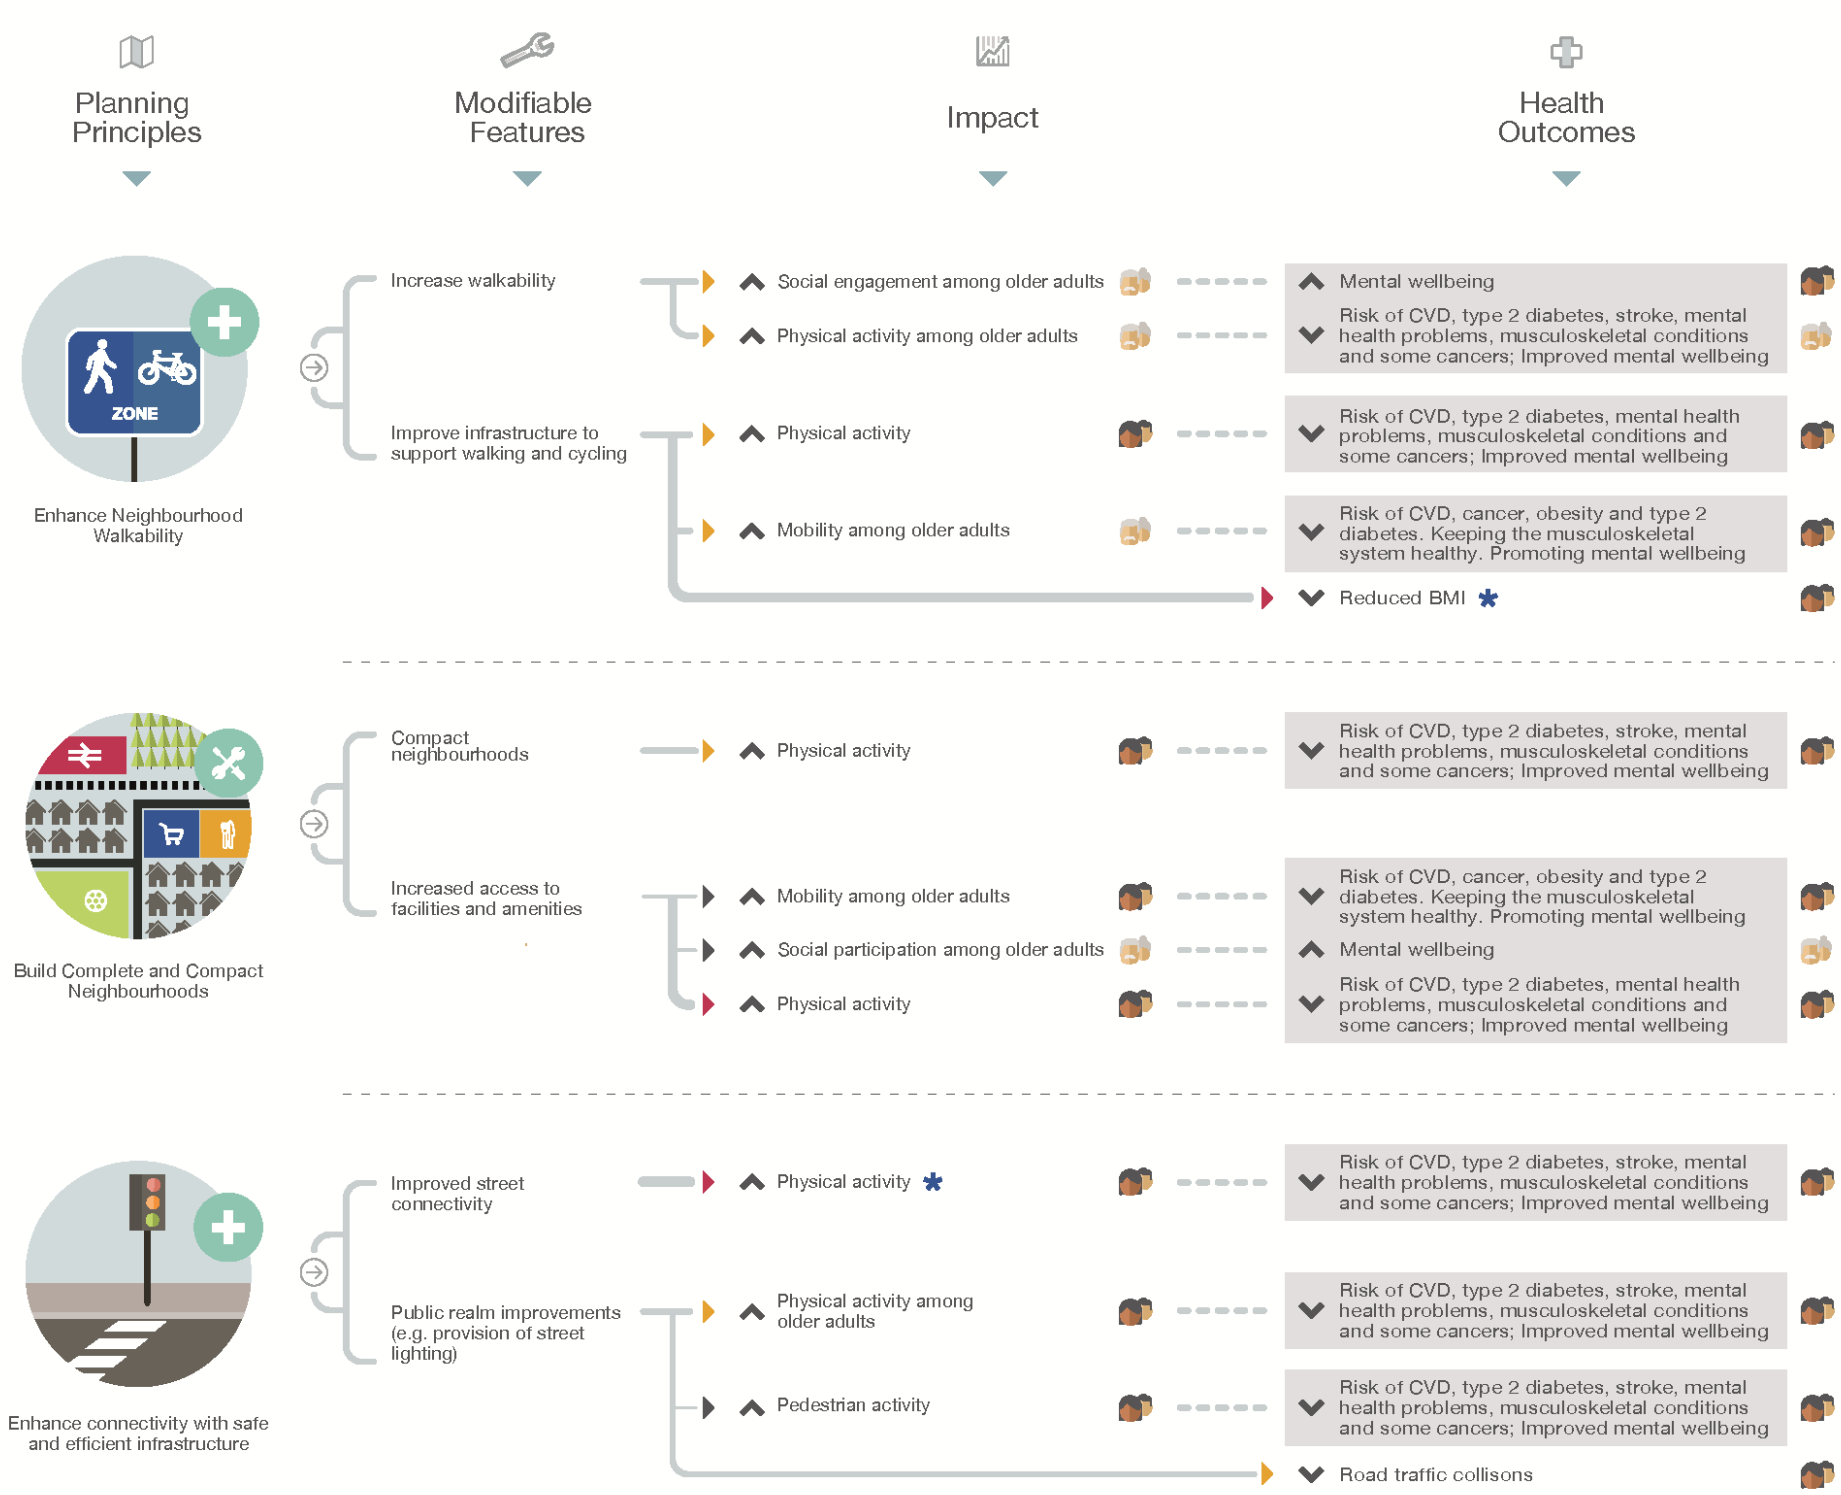 Planning
Principles
Modifiable
Features
Impact
Health
Outcomes
ZONE
Enhance Neighbourhood
Walkability
Increase walkability
Social engagement among older adults
Mental wellbeing
Physical activity among older adults
Risk of CVD, type 2 diabetes, stroke, mental
health problems, musculoskeletal conditions
and some cancers; Improved mental wellbeing
Improve infrastructure to
support walking and cycling
Physical activity
Risk of CVD, type 2 diabetes, mental health
problems, musculoskeletal conditions and
some cancers; Improved mental wellbeing
Mobility among older adults
Risk of CVD, cancer, obesity and type 2
diabetes. Keeping the musculoskeletal
system healthy. Promoting mental wellbeing
Reduced BMI *
Build Complete and Compact
Neighbourhoods
Compact
neighbourhoods
Physical activity
Risk of CVD, type 2 diabetes, stroke, mental
health problems, musculoskeletal conditions
and some cancers; Improved mental wellbeing
Increased access to
facilities and amenities
Mobility among older adults
Risk of CVD, cancer, obesity and type 2
diabetes. Keeping the musculoskeletal
system healthy. Promoting mental wellbeing
Social participation among older adults
Mental wellbeing
Physical activity
Risk of CVD, type 2 diabetes, mental health
problems, musculoskeletal conditions and
some cancers; Improved mental wellbeing
Enhance connectivity with safe
and efficient infrastructure
Improved street
connectivity
Physical activity *
Risk of CVD, type 2 diabetes, stroke, mental
health problems, musculoskeletal conditions
and some cancers; Improved mental wellbeing
Public realm improvements
(e.g. provision of street
lighting)
Physical activity among
older adults
Risk of CVD, type 2 diabetes, stroke, mental
health problems, musculoskeletal conditions
and some cancers; Improved mental wellbeing
Pedestrian activity
Risk of CVD, type 2 diabetes, stroke, mental
health problems, musculoskeletal conditions
and some cancers; Improved mental wellbeing
Road traffic collisons